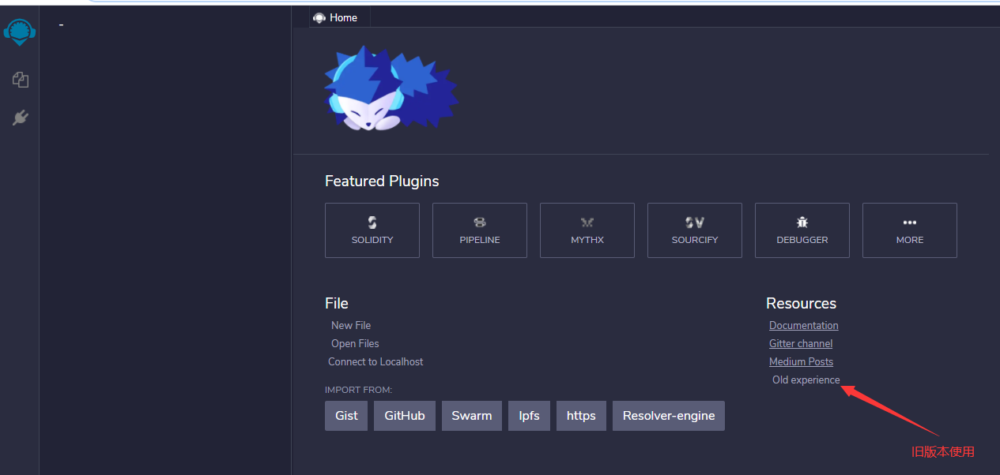 -
Home
Featured Plugins
SOLIDITY
PIPELINE
MYTHX
SOURCIFY
DEBUGGER
MORE
File
New File
Open Files
Connect to Localhost
IMPORT FROM:
Gist
GitHub
Swarm
Ipfs
https
Resolver-engine
Resources
Documentation
Gitter channel
Medium Posts
Old experience
旧版本使用